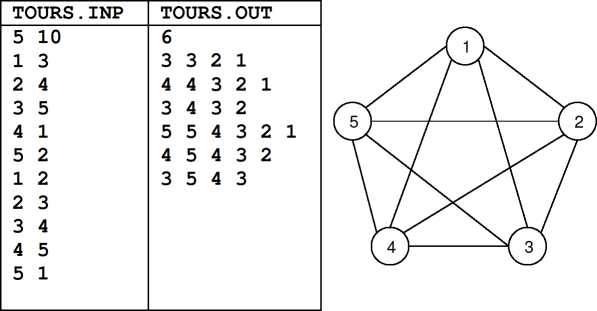 TOURS.INP TOURS.OUT
5 10 6
1 3 3 3 2 1
2 4 4 4 3 2 1
3 5 3 4 3 2
4 1 5 5 4 3 2 1
5 2 4 5 4 3 2
1 2 3 5 4 3
2 3
3 4
4 5
5 1
1
5 2
4 3